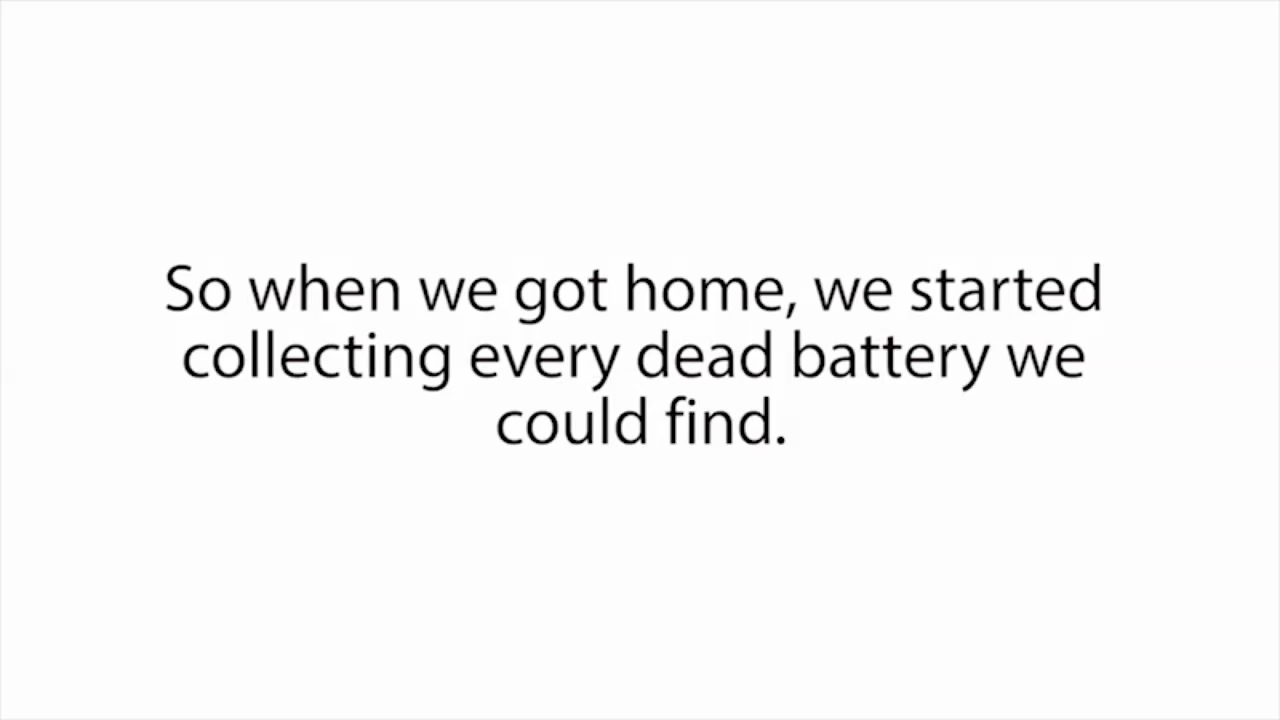 So when we got home, we started
collecting every dead battery we
could find.